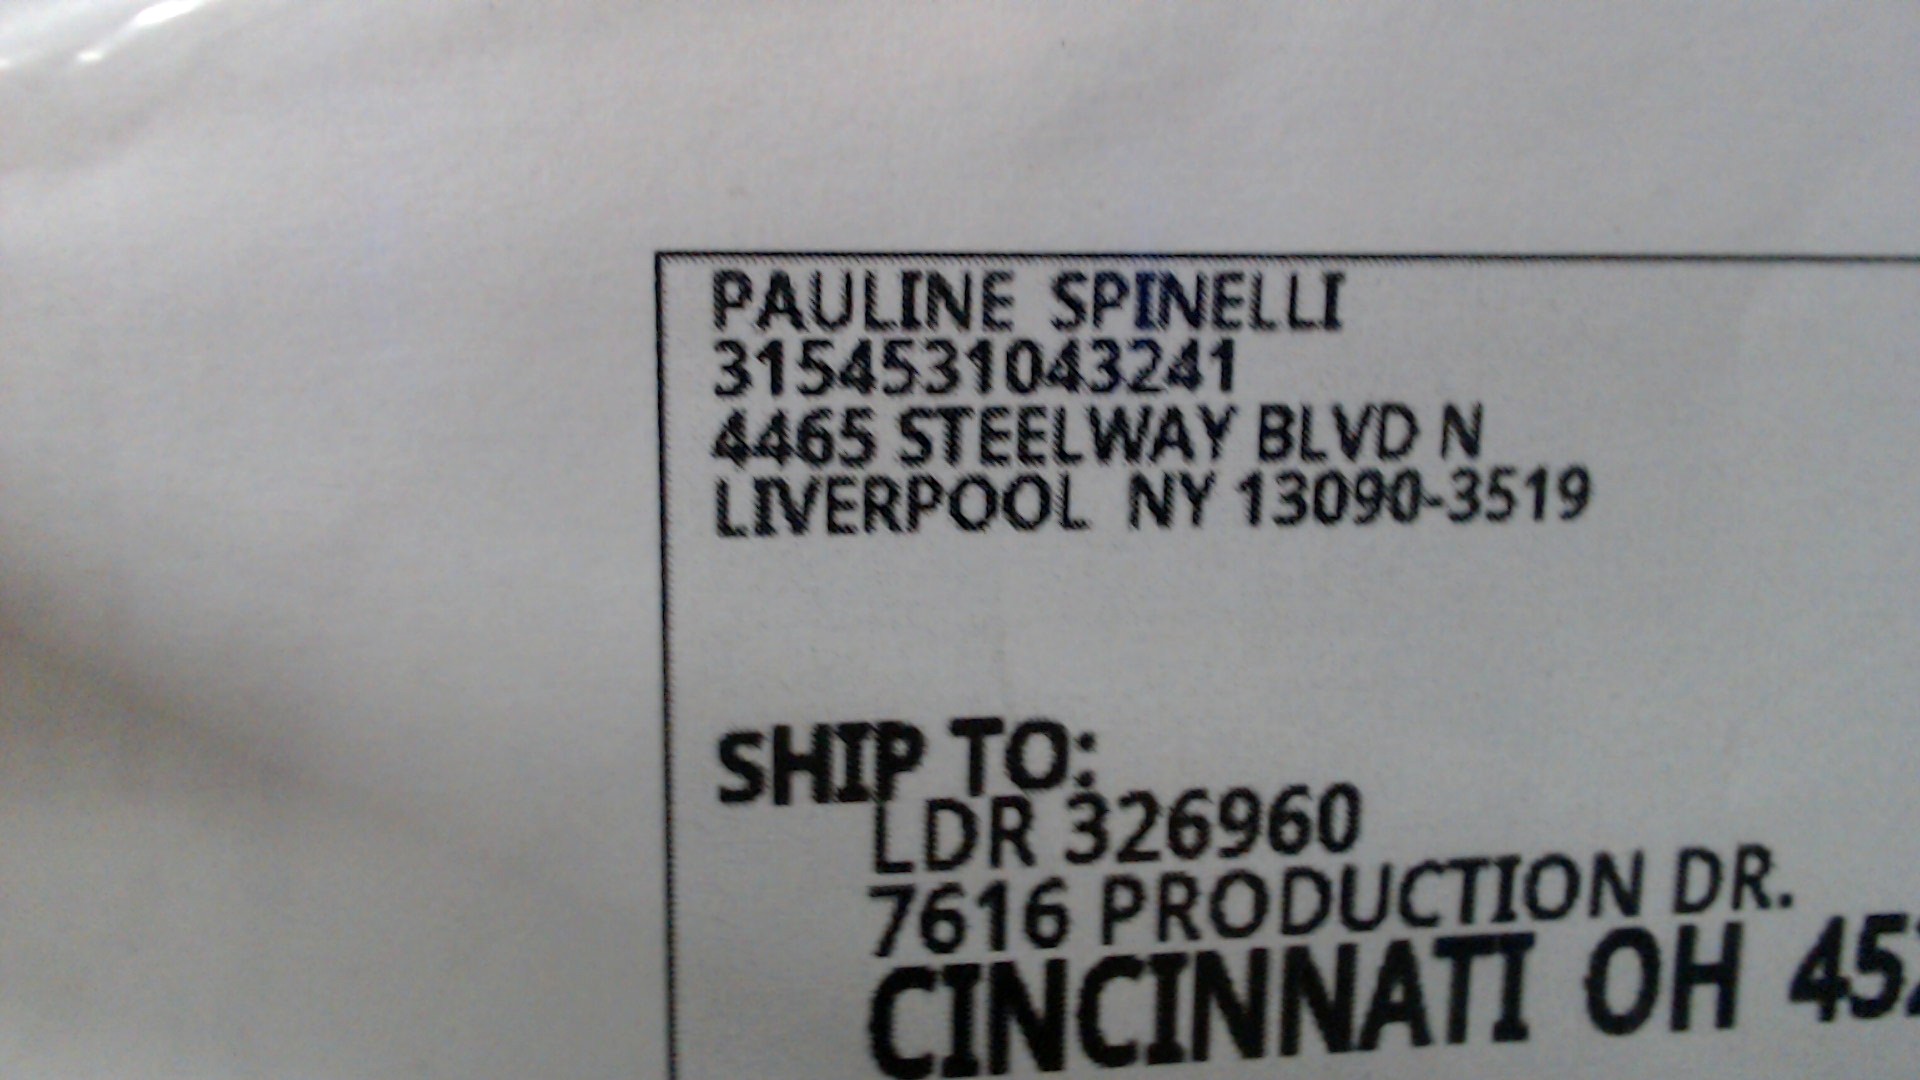 PAULINE SPINELLI
3154531043241
4465 STEELWAY BLVD N
LIVERPOOL NY 13090-3519
SHIP TO:
LDR 326960
7616 PRODUCTION DR.
CINCINNATI OH